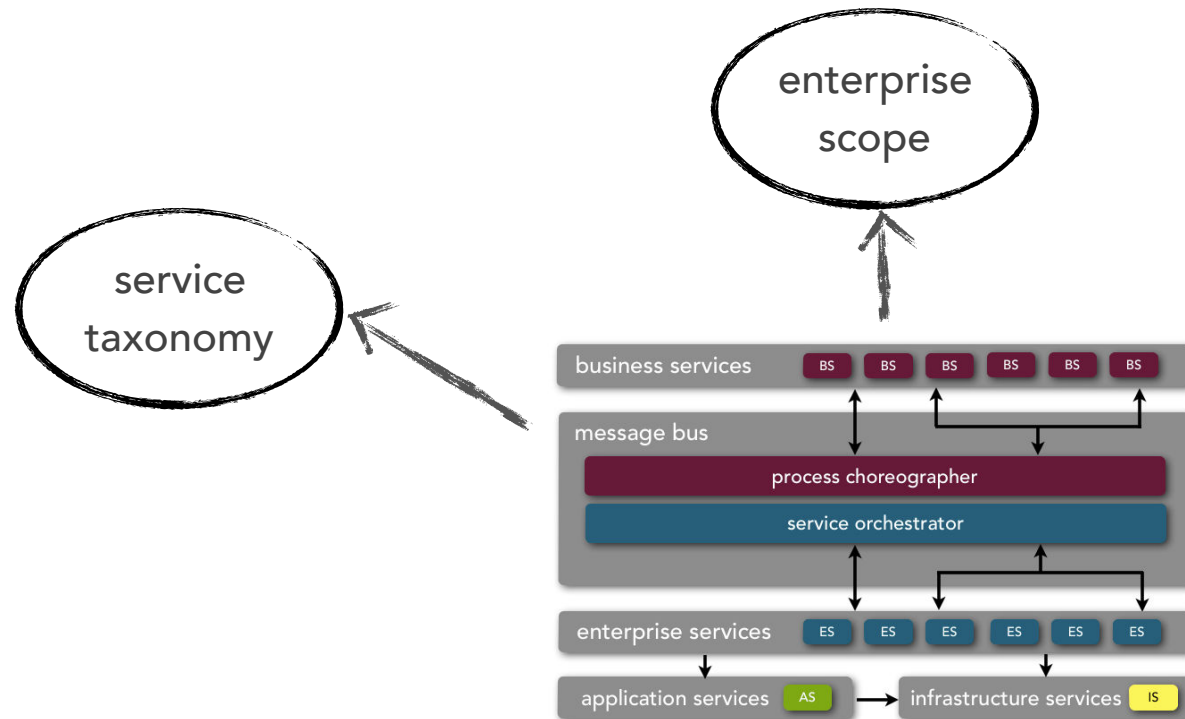 enterprise
scope
service
taxonomy
business services BS BS BS BS BS BS
message bus
process choreographer
service orchestrator
enterprise services ES ES ES ES ES ES
application services AS infrastructure services IS